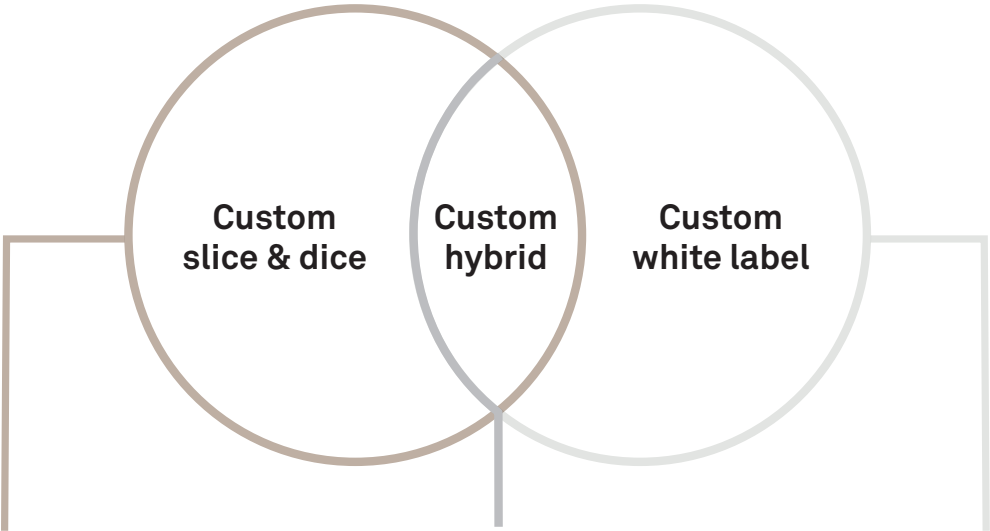 Custom
slice & dice
Custom
hybrid
Custom
white label